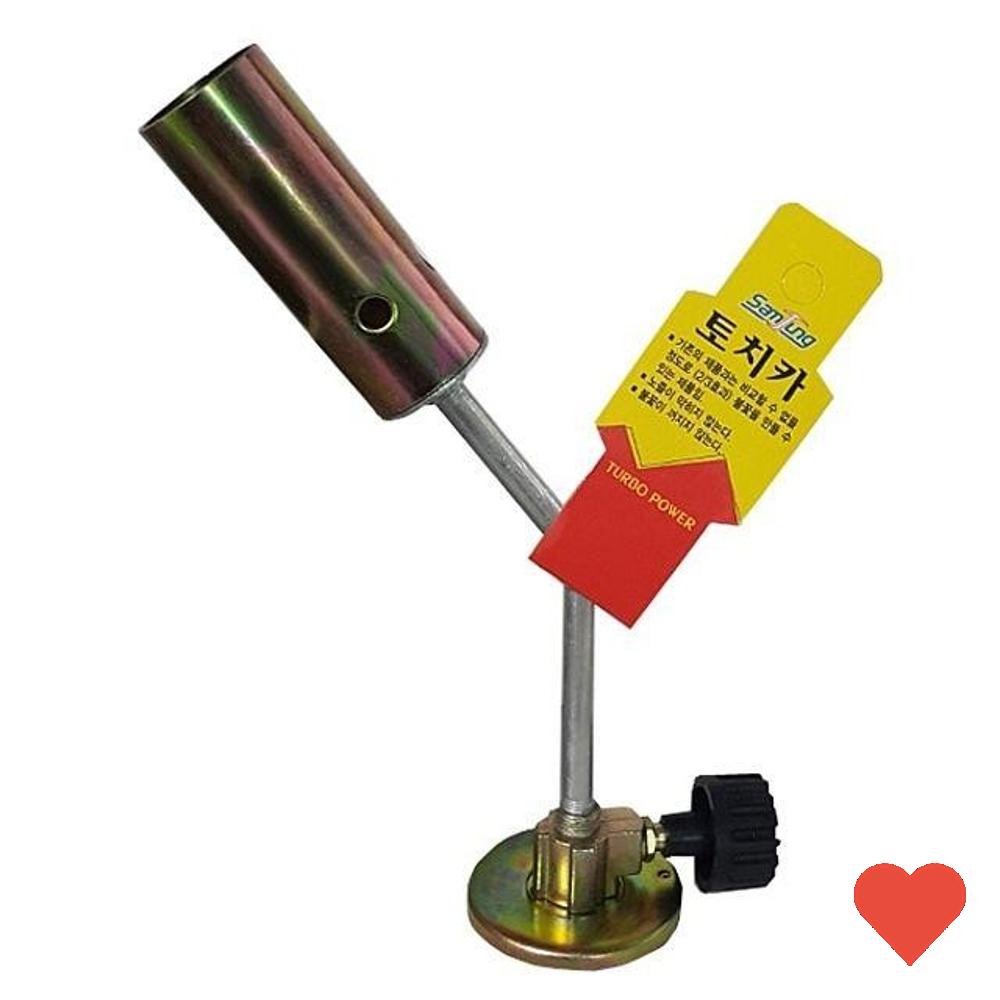 Sanjung
토치카
▪ 기존의 제품과는 비교할 수 없을
정도로 (2/3효과) 불꽃을 만들 수
있는 제품임.
▪ 노즐이 막히지 않는다.
▪ 불꽃이 꺼지지 않는다.
TURBO POWER